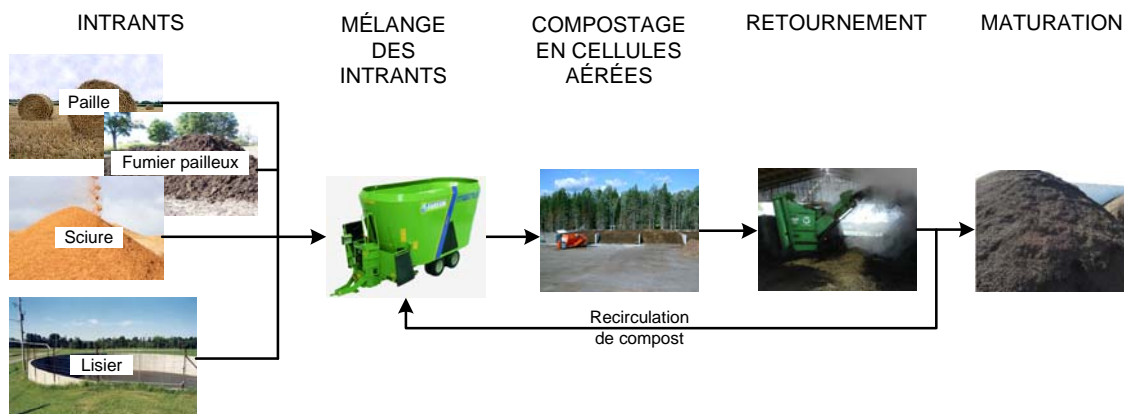 INTRANTS
MÉLANGE
DES
INTRANTS
COMPOSTAGE
EN CELLULES
AÉRÉES
RETOURNEMENT
MATURATION
Paille
Fumier pailleux
Sciure
Lisier
Recirculation
de compost